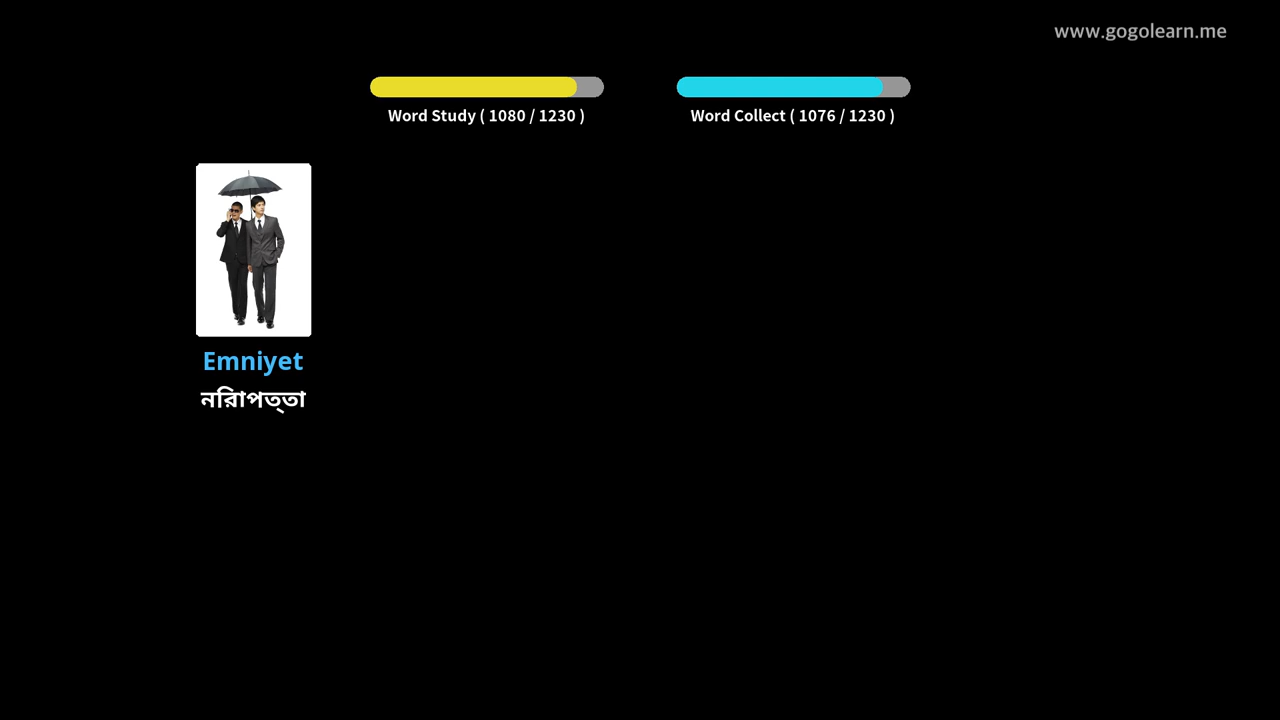 www.gogolearn.me
Word Study ( 1080 / 1230 )
Word Collect ( 1076 / 1230 )
Emniyet
নিরাপত্তা